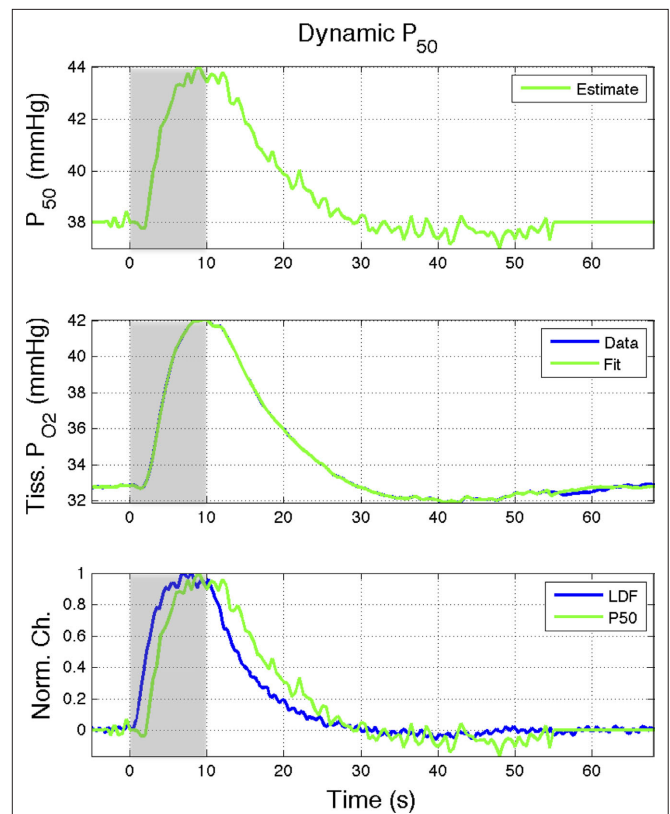 Dynamic P50
P50 (mmHg)
44
42
40
38
Estimate
0 10 20 30 40 50 60
Tiss. PO2 (mmHg)
42
40
38
36
34
32
Data
Fit
0 10 20 30 40 50 60
Norm. Ch.
1
0.8
0.6
0.4
0.2
0
LDF
P50
0 10 20 30 40 50 60
Time (s)